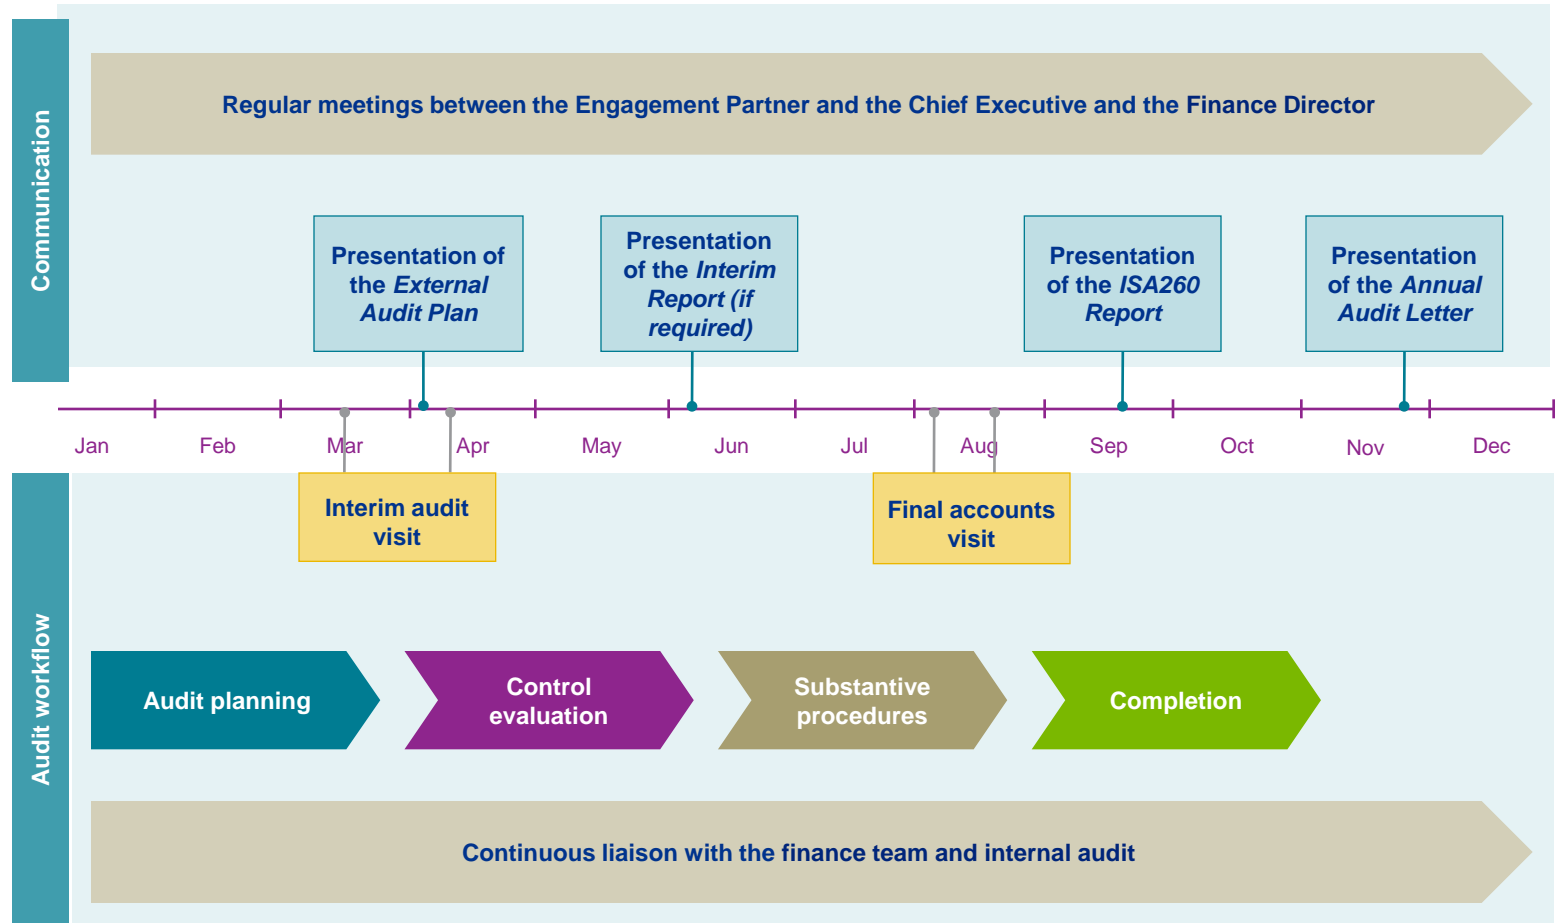 Communication
Regular meetings between the Engagement Partner and the Chief Executive and the Finance Director
Presentation of
the External
Audit Plan
Presentation
of the Interim
Report (if
required)
Presentation
of the ISA260
Report
Presentation
of the Annual
Audit Letter
Jan Feb Mar Apr May Jun Jul Aug Sep Oct Nov Dec
Interim audit
visit
Final accounts
visit
Audit workflow
Audit planning
Control
evaluation
Substantive
procedures
Completion
Continuous liaison with the finance team and internal audit